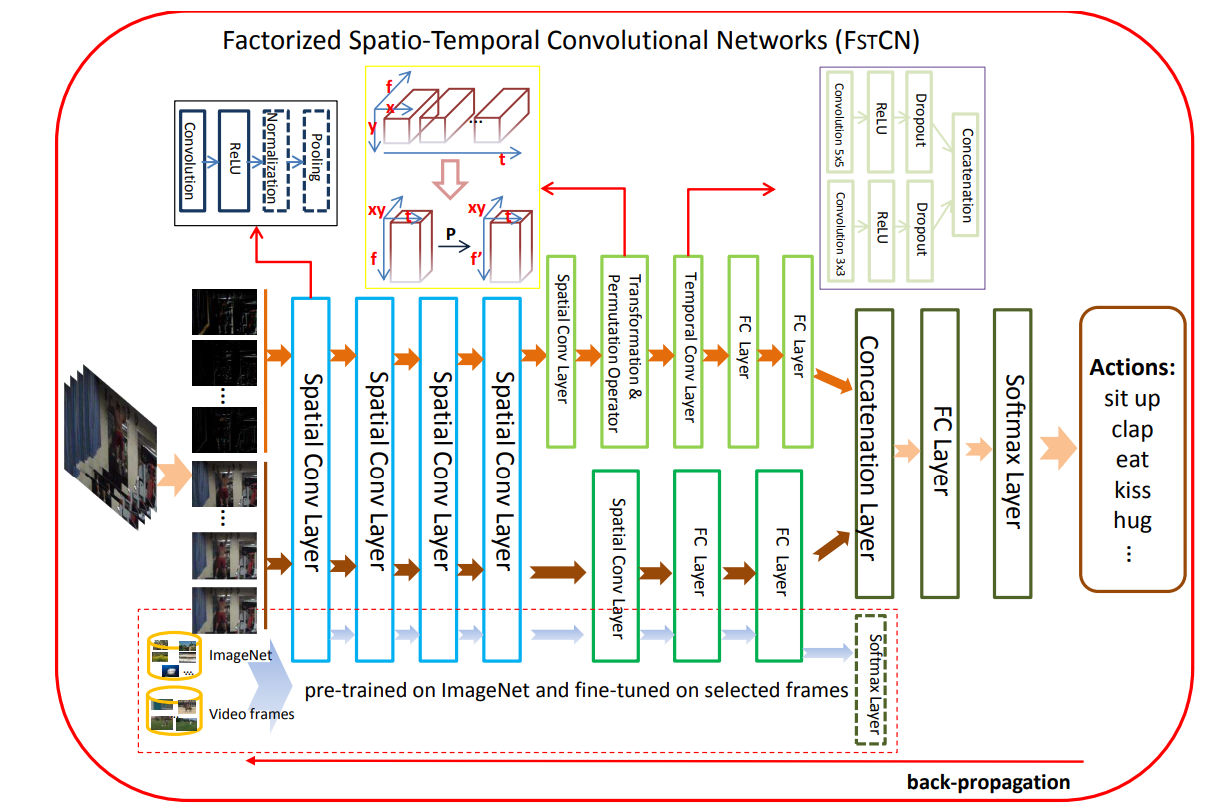 Factorized Spatio-Temporal Convolutional Networks (FSTCN)
Convolution
ReLU
Normalization
Pooling
f
x
y
...
t
xy
t
f
P
xy
t
f'
Convolution 5x5
ReLU
Dropout
Convolution 3x3
ReLU
Dropout
Concatenation
...
...
Spatial Conv Layer
Spatial Conv Layer
Spatial Conv Layer
Spatial Conv Layer
Spatial Conv Layer
Transformation &
Permutation Operator
Temporal Conv Layer
FC Layer
FC Layer
Spatial Conv Layer
FC Layer
FC Layer
Concatenation Layer
FC Layer
Softmax Layer
Actions:
sit up
clap
eat
kiss
hug
...
ImageNet
Video frames
pre-trained on ImageNet and fine-tuned on selected frames
Softmax Layer
back-propagation